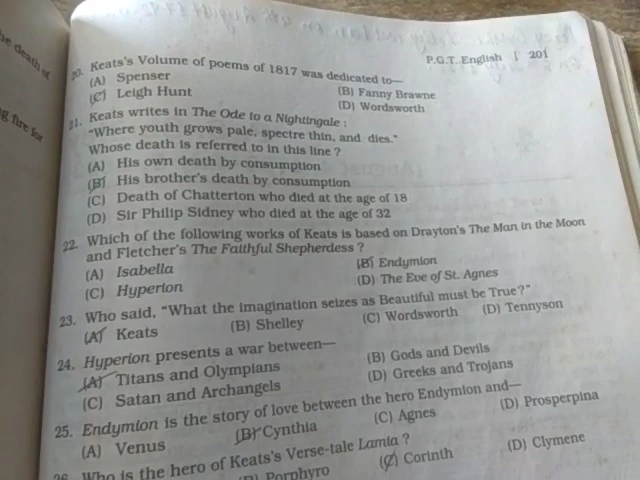 he death of
ng fire for
P.G.T. English | 201
20. Keats's Volume of poems of 1817 was dedicated to—
(A) Spenser (B) Fanny Brawne
(C) Leigh Hunt (D) Wordsworth
21. Keats writes in The Ode to a Nightingale :
"Where youth grows pale, spectre thin, and dies."
Whose death is referred to in this line ?
(A) His own death by consumption
(B) His brother's death by consumption
(C) Death of Chatterton who died at the age of 18
(D) Sir Philip Sidney who died at the age of 32
22. Which of the following works of Keats is based on Drayton's The Man in the Moon
and Fletcher's The Faithful Shepherdess ?
(A) Isabella (B) Endymion
(C) Hyperion (D) The Eve of St. Agnes
23. Who said, "What the imagination seizes as Beautiful must be True?"
(A) Keats (B) Shelley (C) Wordsworth (D) Tennyson
24. Hyperion presents a war between—
(A) Titans and Olympians (B) Gods and Devils
(C) Satan and Archangels (D) Greeks and Trojans
25. Endymion is the story of love between the hero Endymion and—
(A) Venus (B) Cynthia (C) Agnes (D) Prosperpina
26. Who is the hero of Keats's Verse-tale Lamia ?
(B) Porphyro (C) Corinth (D) Clymene